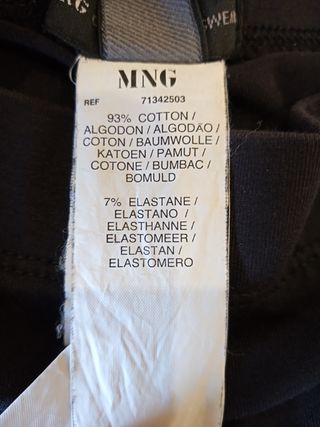 MNG
REF 71342503
93% COTTON /
ALGODON / ALGODÃO /
COTON / BAUMWOLLE /
KATOEN / PAMUT /
COTONE / BUMBAC /
BOMULD
7% ELASTANE /
ELASTANO /
ELASTHANNE /
ELASTOMEER /
ELASTAN /
ELASTOMERO